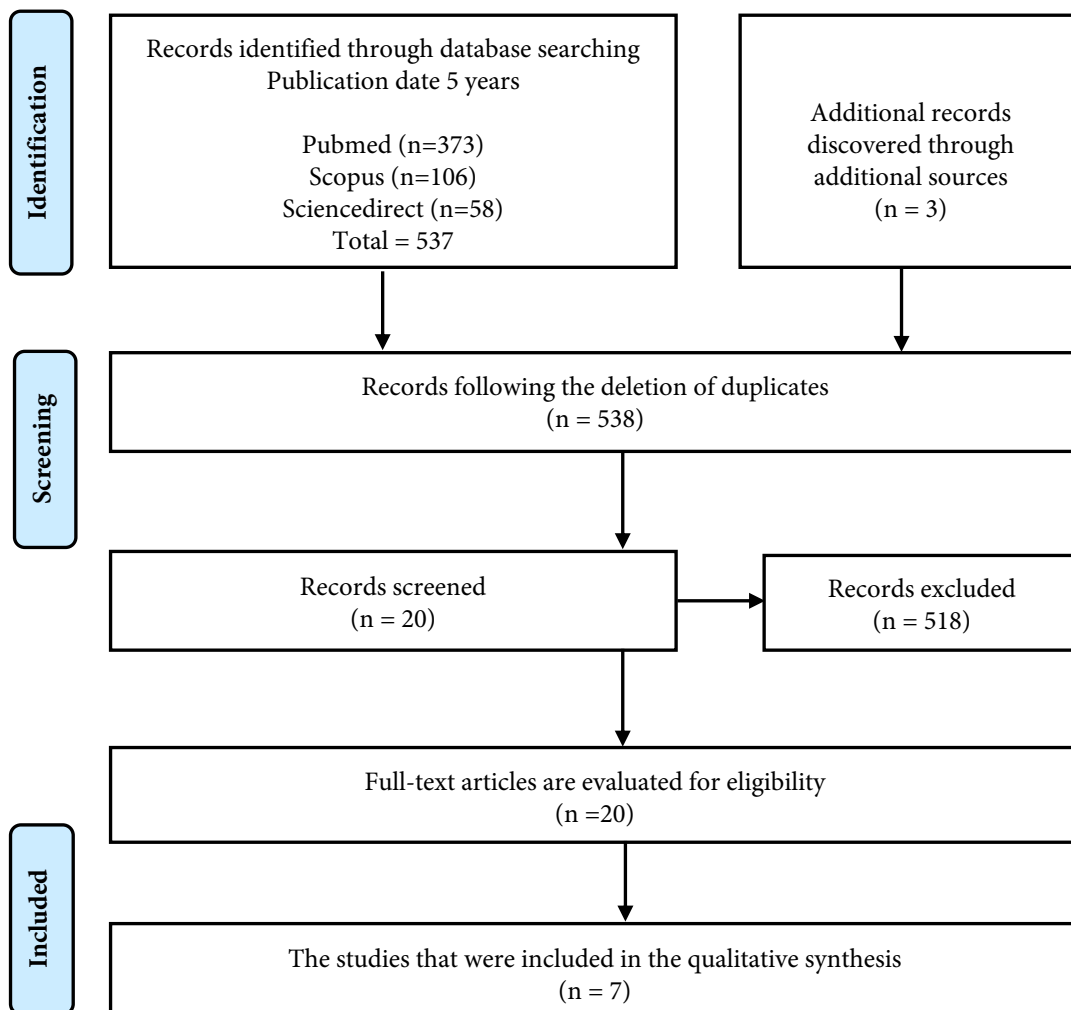 Identification
Records identified through database searching
Publication date 5 years
Pubmed (n=373)
Scopus (n=106)
Sciencedirect (n=58)
Total = 537
Additional records
discovered through
additional sources
(n = 3)
Screening
Records following the deletion of duplicates
(n = 538)
Records screened
(n = 20)
Records excluded
(n = 518)
Full-text articles are evaluated for eligibility
(n =20)
Included
The studies that were included in the qualitative synthesis
(n = 7)